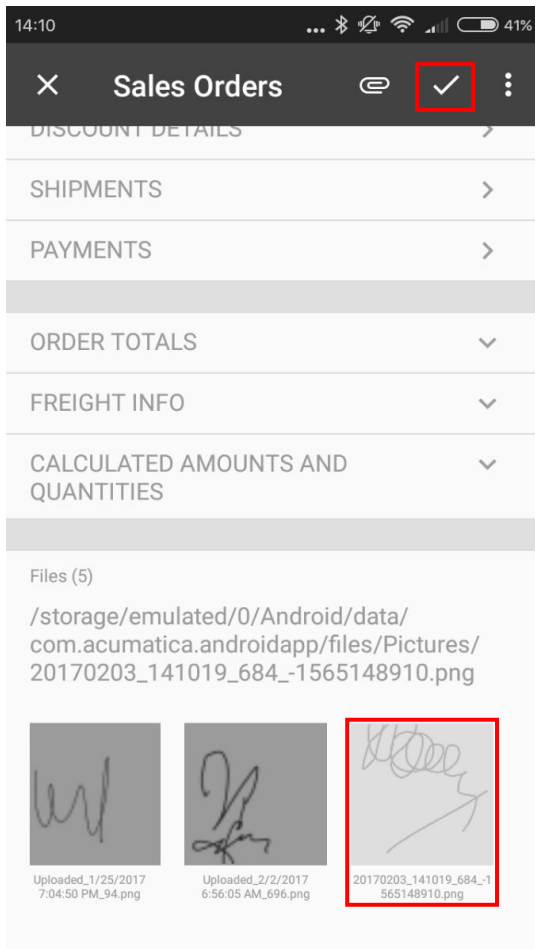 14:10 ... 41%
Sales Orders
DISCOUNT DETAILS
SHIPMENTS
PAYMENTS
ORDER TOTALS
FREIGHT INFO
CALCULATED AMOUNTS AND
QUANTITIES
Files (5)
/storage/emulated/0/Android/data/
com.acumatica.androidapp/files/Pictures/
20170203_141019_684_-1565148910.png
Uploaded_1/25/2017
7:04:50 PM_94.png
Uploaded_2/2/2017
6:56:05 AM_696.png
20170203_141019_684_-1
565148910.png